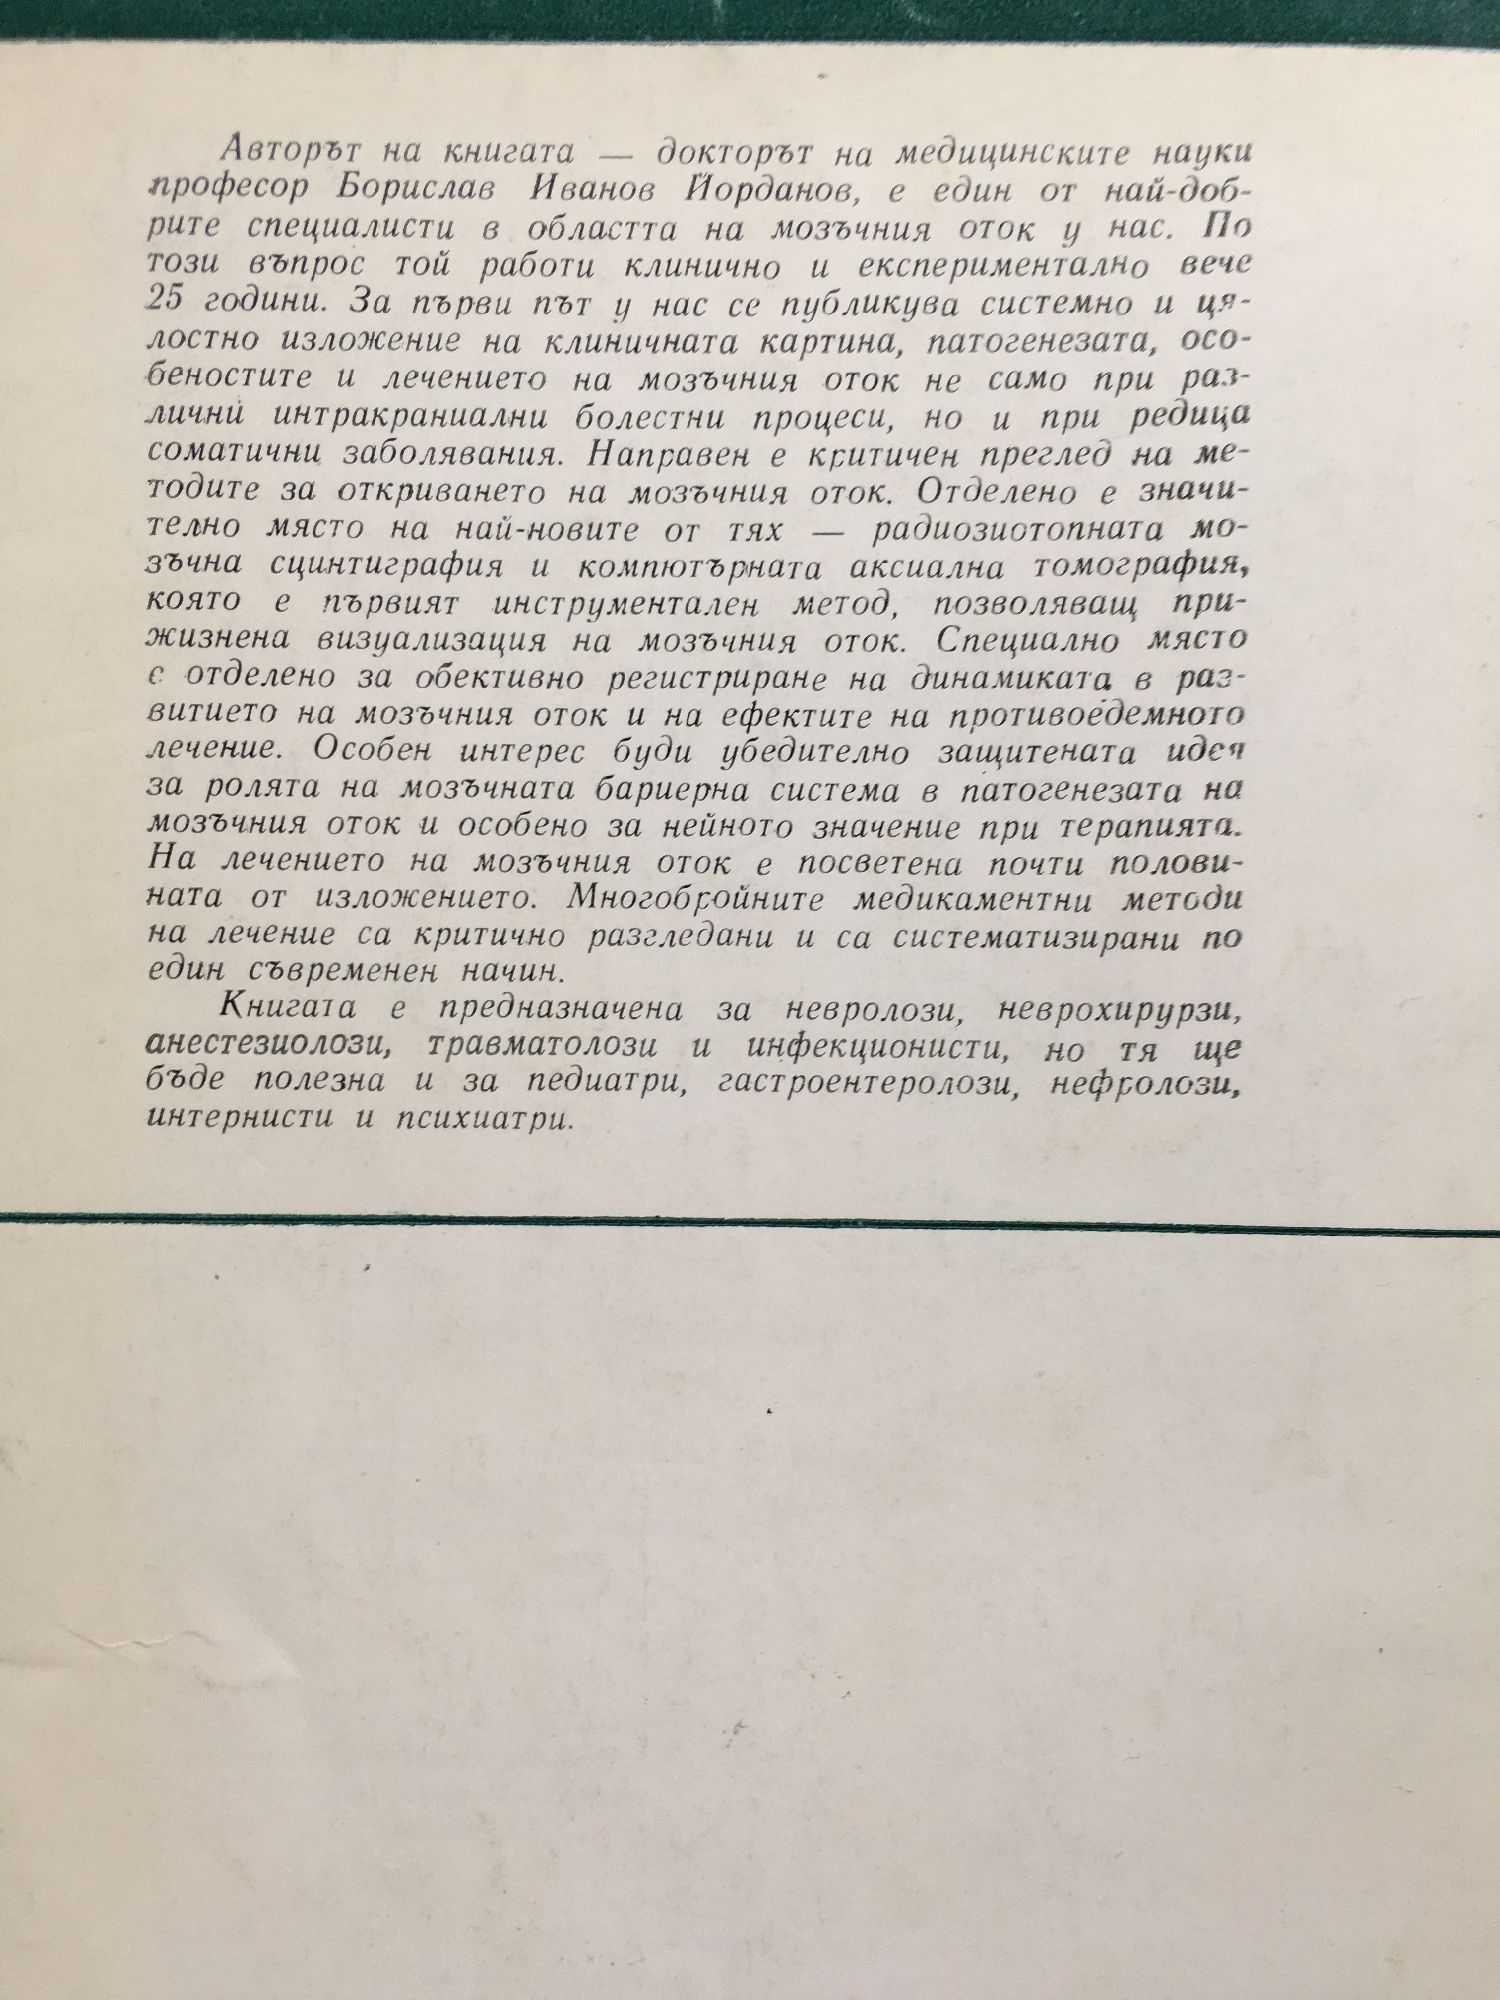 Авторът на книгата — докторът на медицинските науки
професор Борислав Иванов Йорданов, е един от най-доб-
рите специалисти в областта на мозъчния оток у нас. По
този въпрос той работи клинично и експериментално вече
25 години. За първи път у нас се публикува системно и ця-
лостно изложение на клиничната картина, патогенезата, осо-
беностите и лечението на мозъчния оток не само при раз-
лични интракраниални болестни процеси, но и при редица
соматични заболявания. Направен е критичен преглед на ме-
тодите за откриването на мозъчния оток. Отделено е значи-
телно място на най-новите от тях — радиозиотопната мо-
зъчна сцинтиграфия и компютърната аксиална томография,
която е първият инструментален метод, позволяващ при-
жизнена визуализация на мозъчния оток. Специално място
е отделено за обективно регистриране на динамиката в раз-
витието на мозъчния оток и на ефектите на противоедемното
лечение. Особен интерес буди убедително защитената идея
за ролята на мозъчната бариерна система в патогенезата на
мозъчния оток и особено за нейното значение при терапията.
На лечението на мозъчния оток е посветена почти полови-
ната от изложението. Многобройните медикаментни методи
на лечение са критично разгледани и са систематизирани по
един съвременен начин.
Книгата е предназначена за невролози, неврохирурзи,
анестезиолози, травматолози и инфекционисти, но тя ще
бъде полезна и за педиатри, гастроентеролози, нефролози,
интернисти и психиатри.